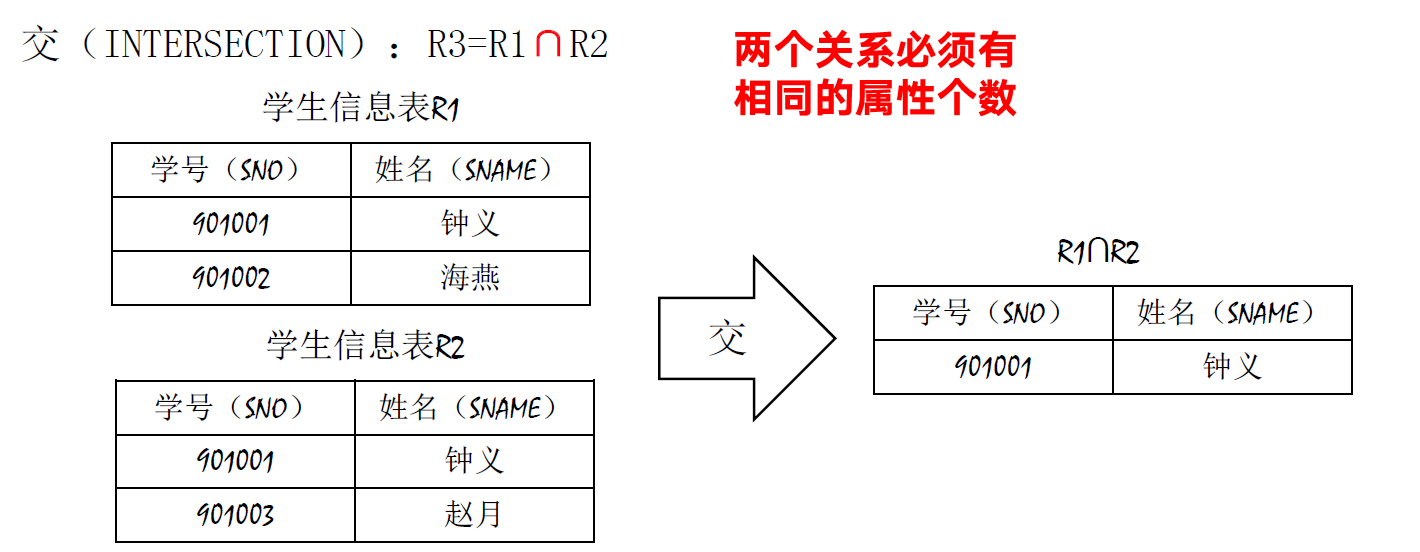 交（INTERSECTION）：R3=R1∩R2
两个关系必须有
相同的属性个数
学生信息表R1
学号（SNO） 姓名（SNAME）
901001 钟义
901002 海燕
学生信息表R2
学号（SNO） 姓名（SNAME）
901001 钟义
901003 赵月
交
R1∩R2
学号（SNO） 姓名（SNAME）
901001 钟义